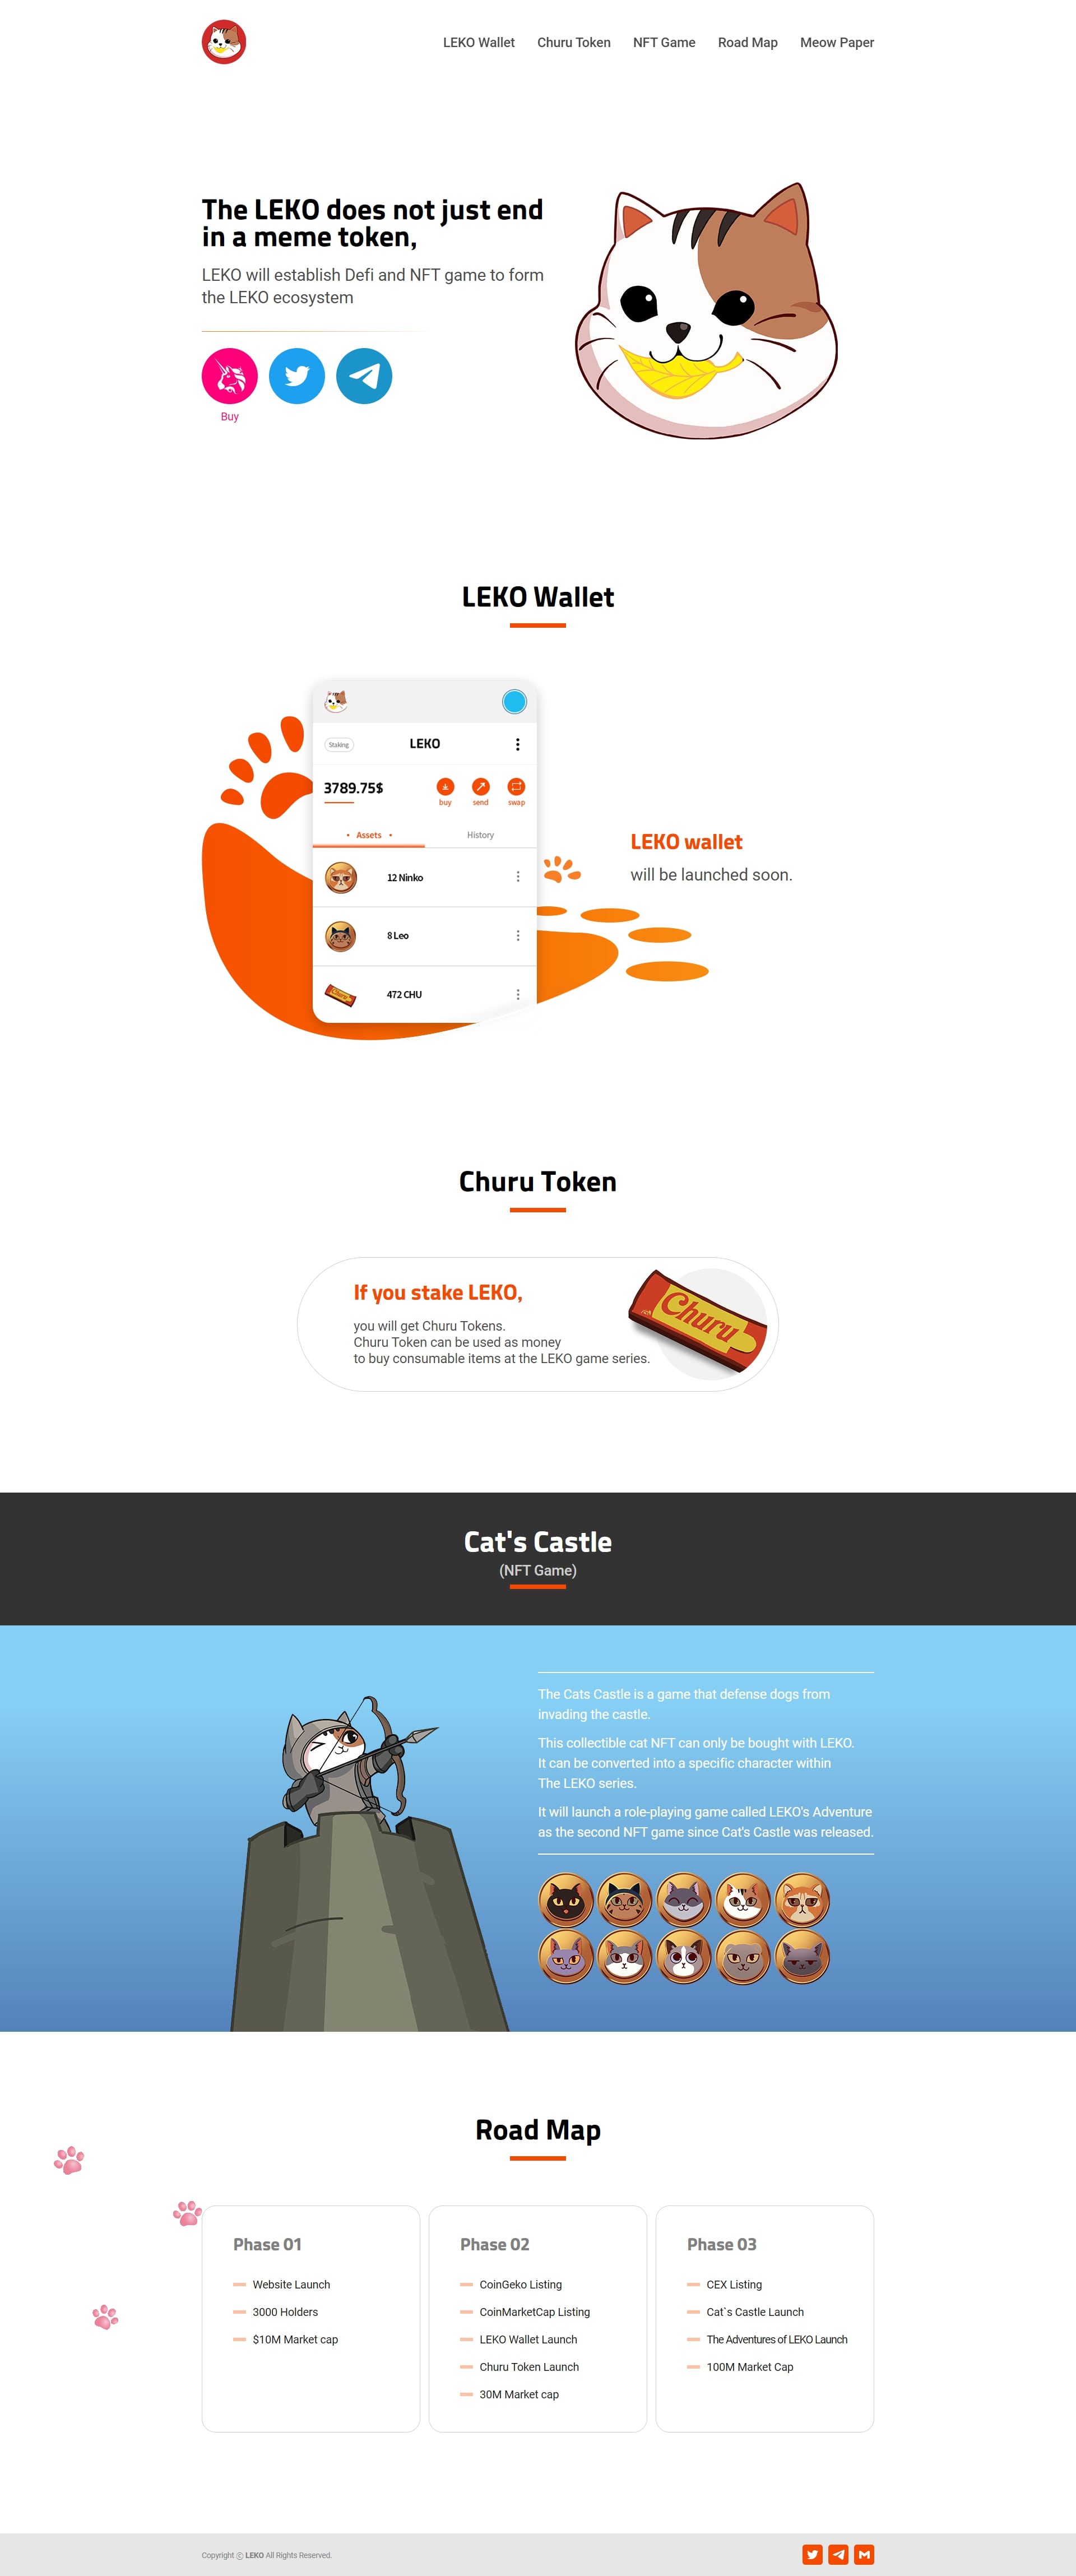 LEKO Wallet Churu Token NFT Game Road Map Meow Paper
The LEKO does not just end
in a meme token,
LEKO will establish Defi and NFT game to form
the LEKO ecosystem
Buy
LEKO Wallet
Staking
LEKO
3789.75$
buy send swap
Assets History
12 Ninko
8 Leo
Churu
472 CHU
LEKO wallet
will be launched soon.
Churu Token
If you stake LEKO,
you will get Churu Tokens.
Churu Token can be used as money
to buy consumable items at the LEKO game series.
Churu
Cat's Castle
(NFT Game)
The Cats Castle is a game that defense dogs from
invading the castle.
This collectible cat NFT can only be bought with LEKO.
It can be converted into a specific character within
The LEKO series.
It will launch a role-playing game called LEKO's Adventure
as the second NFT game since Cat's Castle was released.
Road Map
Phase 01
Website Launch
3000 Holders
$10M Market cap
Phase 02
CoinGeko Listing
CoinMarketCap Listing
LEKO Wallet Launch
Churu Token Launch
30M Market cap
Phase 03
CEX Listing
Cat`s Castle Launch
The Adventures of LEKO Launch
100M Market Cap
Copyright © LEKO All Rights Reserved.